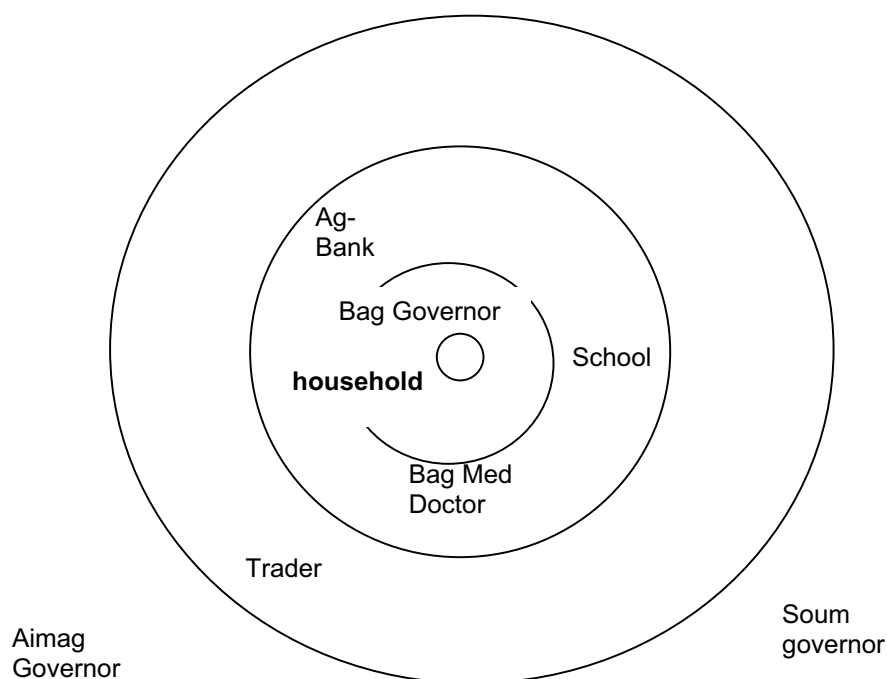 Ag-
Bank
Bag Governor
School
household
Bag Med
Doctor
Trader
Soum
governor
Aimag
Governor